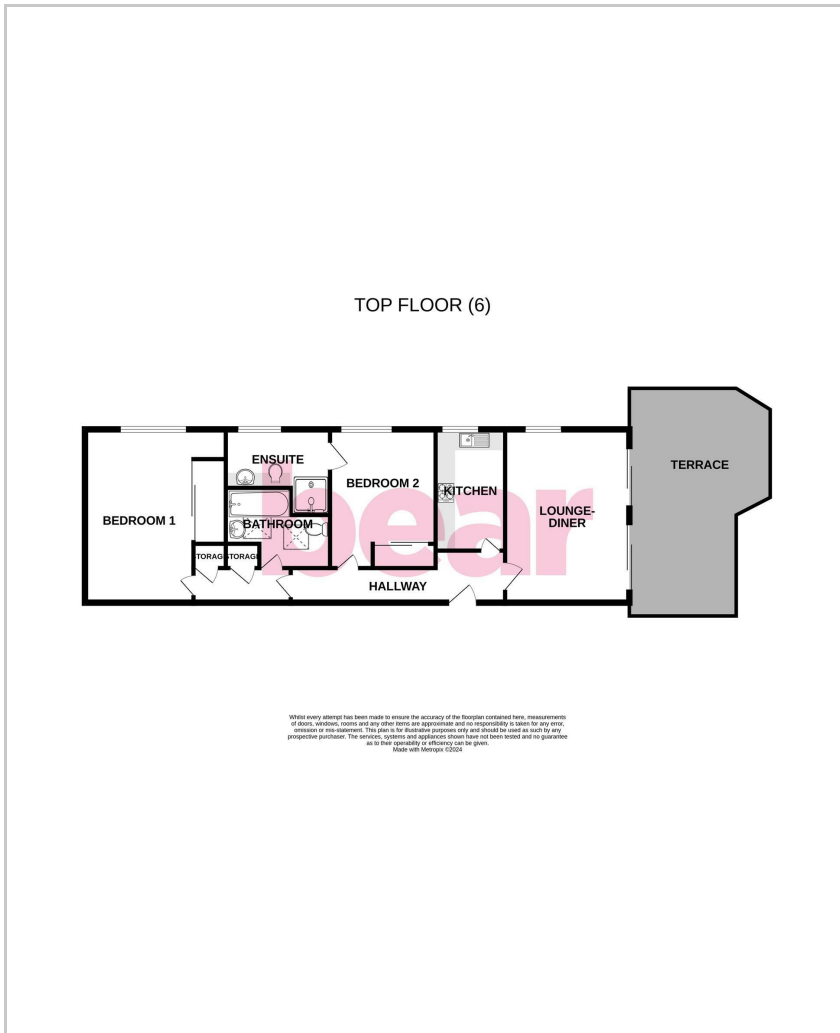 TOP FLOOR (6)
TERRACE
ENSUITE
BEDROOM 2
KITCHEN
BEDROOM 1
LOUNGE-
DINER
BATHROOM
STORAGE
STORAGE
HALLWAY
bear
Whilst every attempt has been made to ensure the accuracy of the floorplan contained here, measurements
of doors, windows, rooms and any other items are approximate and no responsibility is taken for any error,
omission or mis-statement. This plan is for illustrative purposes only and should be used as such by any
prospective purchaser. The services, systems and appliances shown have not been tested and no guarantee
as to their operability or efficiency can be given.
Made with Metropix ©2024